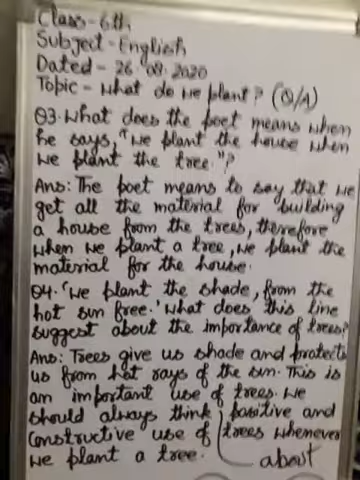 Class - 6th
Subject - English
Dated - 26-08-2020
Topic - What do we plant? (Q/A)
Q3. What does the poet means when
he says, "We plant the house when
we plant the tree."?
Ans: The poet means to say that we
get all the material for building
a house from the trees, therefore
when we plant a tree, we plant the
material for the house.
Q4. 'We plant the shade, from the
hot sun free.' What does this line
suggest about the importance of trees?
Ans: Trees give us shade and protects
us from hot rays of the sun. This is
an important use of trees. We
should always think positive and
constructive use of trees whenever
we plant a tree. about